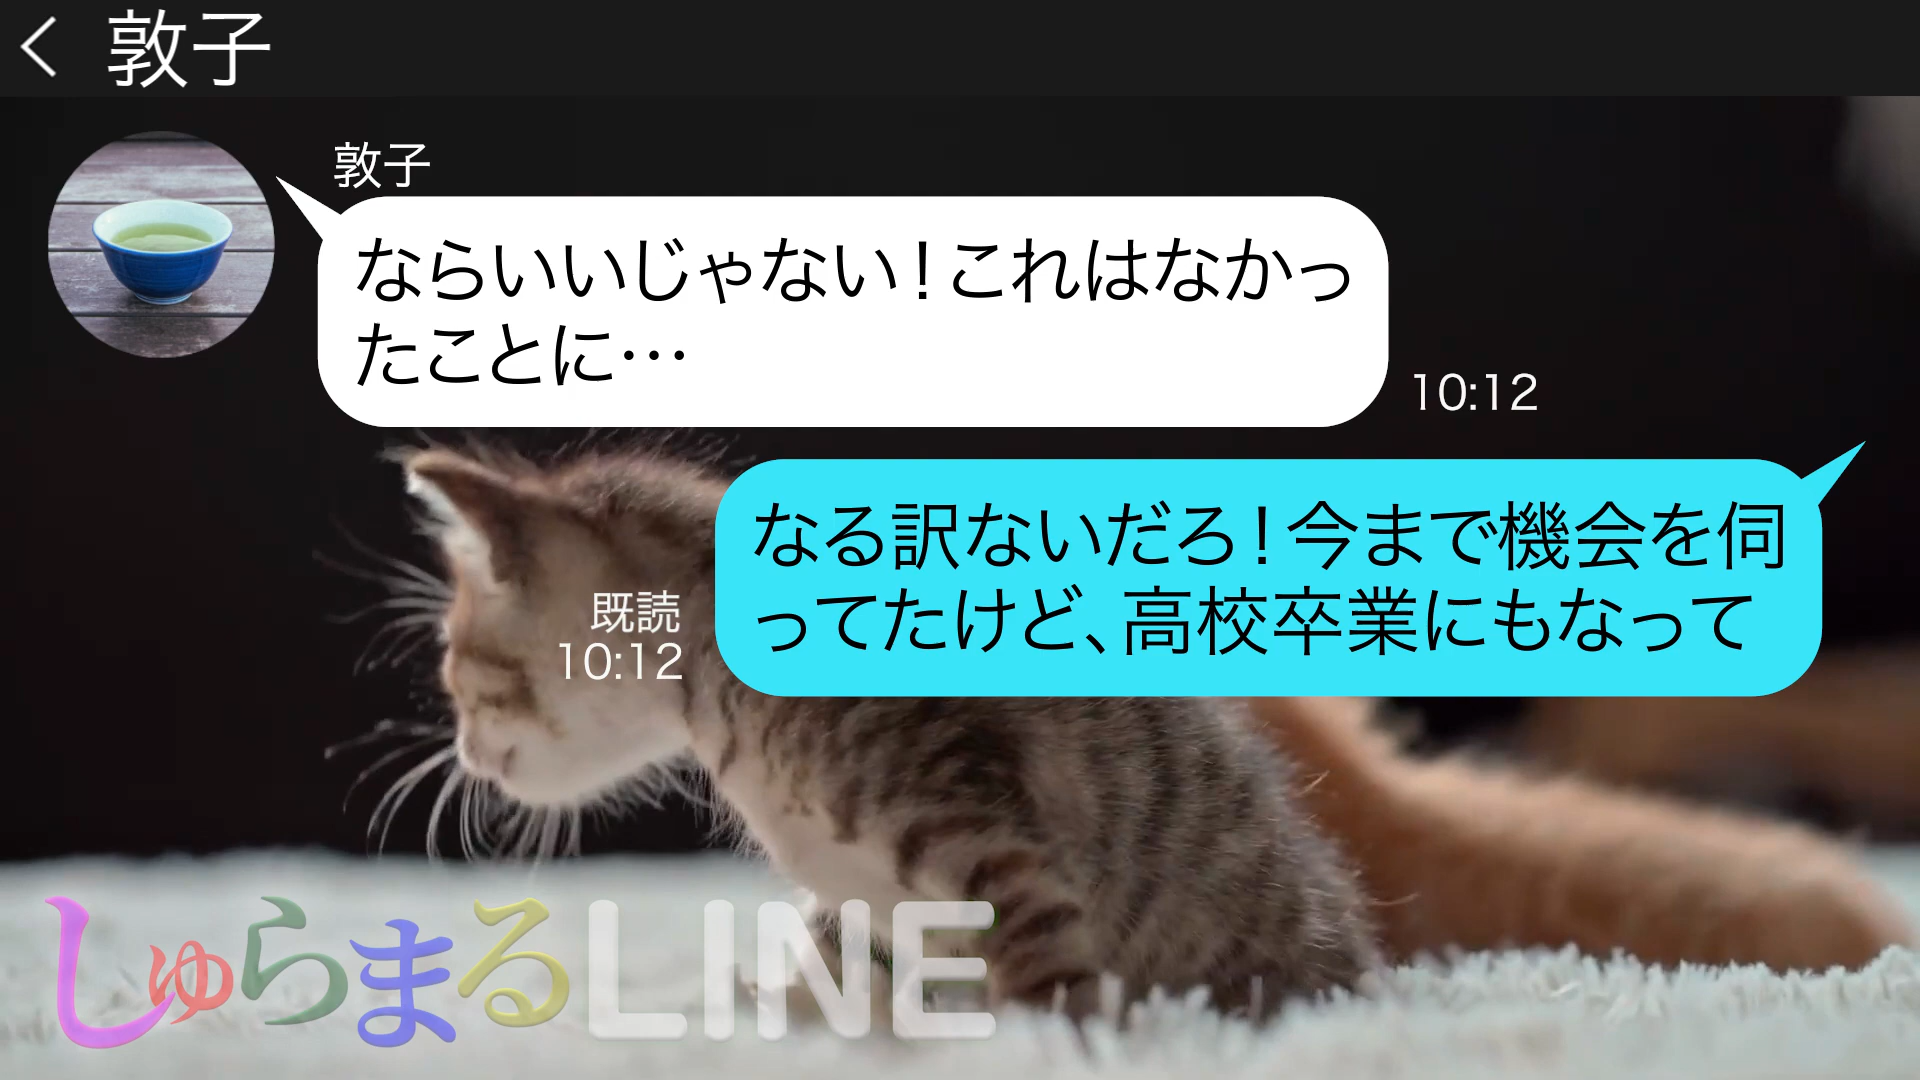 敦子
敦子
ならいいじゃない！これはなかっ
たことに…
10:12
なる訳ないだろ！今まで機会を伺
ってたけど、高校卒業にもなって
既読
10:12
しゅらまるLINE